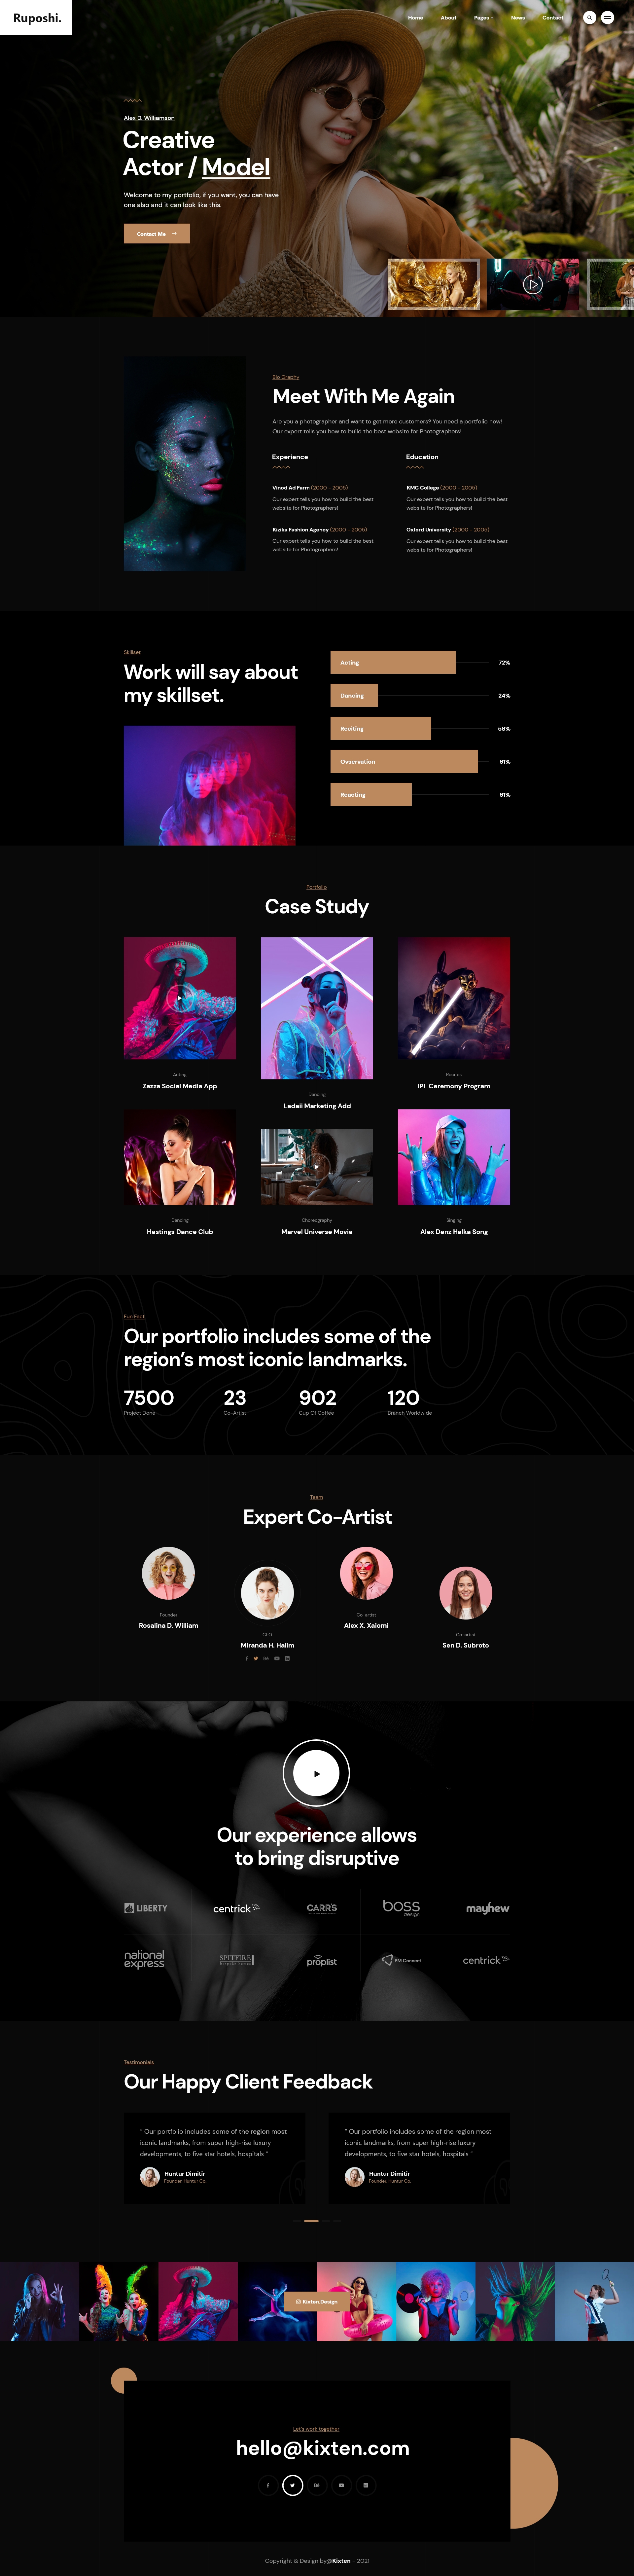 Ruposhi.
Home About Pages + News Contact
Alex D. Williamson
Creative
Actor / Model
Welcome to my portfolio, if you want, you can have
one also and it can look like this.
Contact Me →
Bio Graphy
Meet With Me Again
Are you a photographer and want to get more customers? You need a portfolio now!
Our expert tells you how to build the best website for Photographers!
Experience
Vinod Ad Farm (2000 - 2005)
Our expert tells you how to build the best
website for Photographers!
Kizika Fashion Agency (2000 - 2005)
Our expert tells you how to build the best
website for Photographers!
Education
KMC College (2000 - 2005)
Our expert tells you how to build the best
website for Photographers!
Oxford University (2000 - 2005)
Our expert tells you how to build the best
website for Photographers!
Skillset
Work will say about
my skillset.
Acting 72%
Dancing 24%
Reciting 58%
Ovservation 91%
Reacting 91%
Portfolio
Case Study
Acting
Zazza Social Media App
Dancing
Ladali Marketing Add
Recites
IPL Ceremony Program
Dancing
Hestings Dance Club
Choreography
Marvel Universe Movie
Singing
Alex Denz Halka Song
Fun Fact
Our portfolio includes some of the
region's most iconic landmarks.
7500 23 902 120
Project Done Co-Artist Cup Of Coffee Branch Worldwide
Team
Expert Co-Artist
Founder
Rosalina D. William
CEO
Miranda H. Halim
Co-artist
Alex X. Xaiomi
Co-artist
Sen D. Subroto
Our experience allows
to bring disruptive
LIBERTY centrick CARR'S boss design mayhew
national express SPITFIRE proplist PM Connect centrick
Testimonials
Our Happy Client Feedback
" Our portfolio includes some of the region most
iconic landmarks, from super high-rise luxury
developments, to five star hotels, hospitals "
Huntur Dimitir
Founder, Huntur Co.
" Our portfolio includes some of the region most
iconic landmarks, from super high-rise luxury
developments, to five star hotels, hospitals "
Huntur Dimitir
Founder, Huntur Co.
Kixten.Design
Let's work together
hello@kixten.com
Copyright & Design by@Kixten - 2021